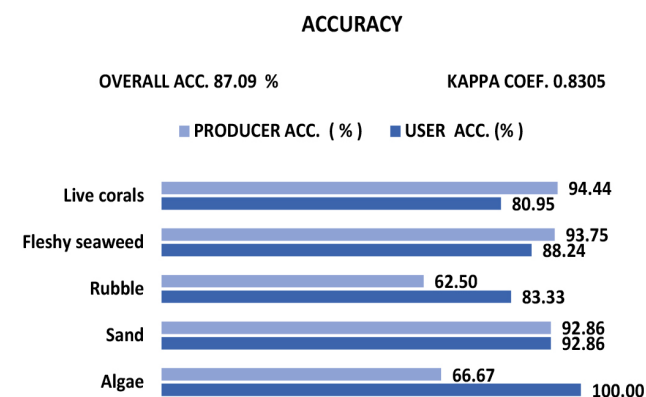 ACCURACY
OVERALL ACC. 87.09 % KAPPA COEF. 0.8305
PRODUCER ACC. ( % ) USER ACC. (% )
Live corals 94.44
80.95
Fleshy seaweed 93.75
88.24
Rubble 62.50
83.33
Sand 92.86
92.86
Algae 66.67
100.00